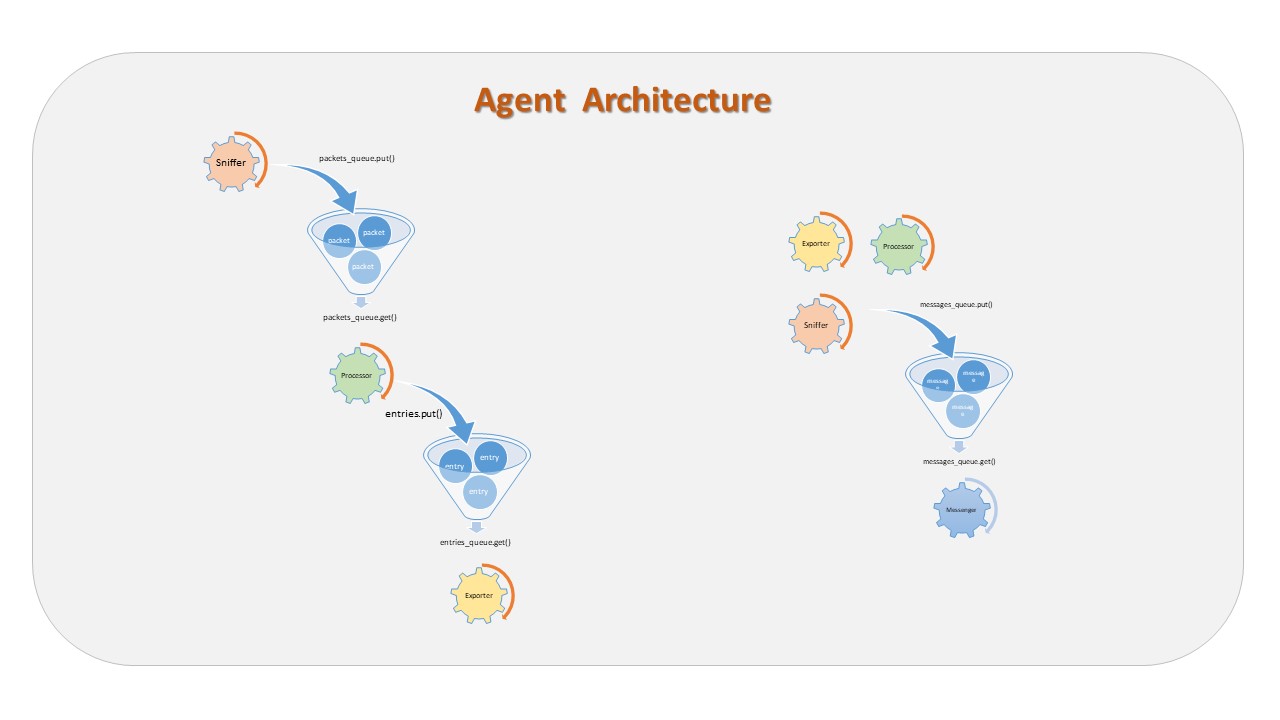 Agent Architecture
Sniffer
packets_queue.put()
packet
packet
packet
packets_queue.get()
Processor
entries.put()
entry
entry
entry
entries_queue.get()
Exporter
Exporter
Processor
Sniffer
messages_queue.put()
messag
e
messag
e
messag
e
messages_queue.get()
Messenger